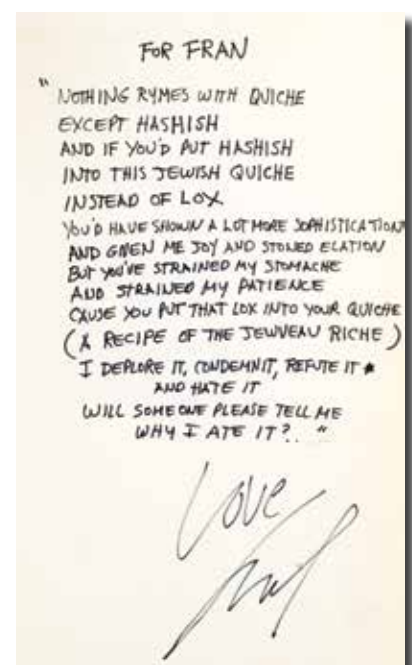 FOR FRAN
"NOTHING RYMES WITH QUICHE
EXCEPT HASHISH
AND IF YOU'D PUT HASHISH
INTO THIS JEWISH QUICHE
INSTEAD OF LOX
YOU'D HAVE SHOWN A LOT MORE SOPHISTICATION
AND GIVEN ME JOY AND STONED ELATION
BUT YOU'VE STRAINED MY STOMACHE
AND STRAINED MY PATIENCE
CAUSE YOU PUT THAT LOX INTO YOUR QUICHE
(A RECIPE OF THE JEWVEAU RICHE)
I DEPLORE IT, CONDEMN IT, REFUTE IT
AND HATE IT
WILL SOMEONE PLEASE TELL ME
WHY I ATE IT?.. "
Love